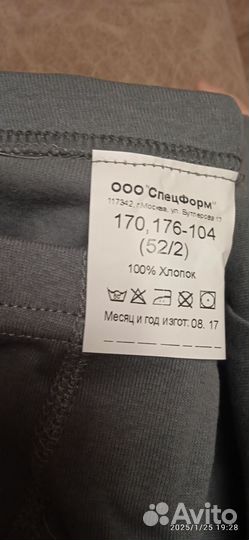 ООО "СпецФорм"
117342, г.Москва, ул. Бутлерова 17
170, 176-104
(52/2)
100% Хлопок
Месяц и год изгот: 08. 17
Avito
2025/1/25 19:28